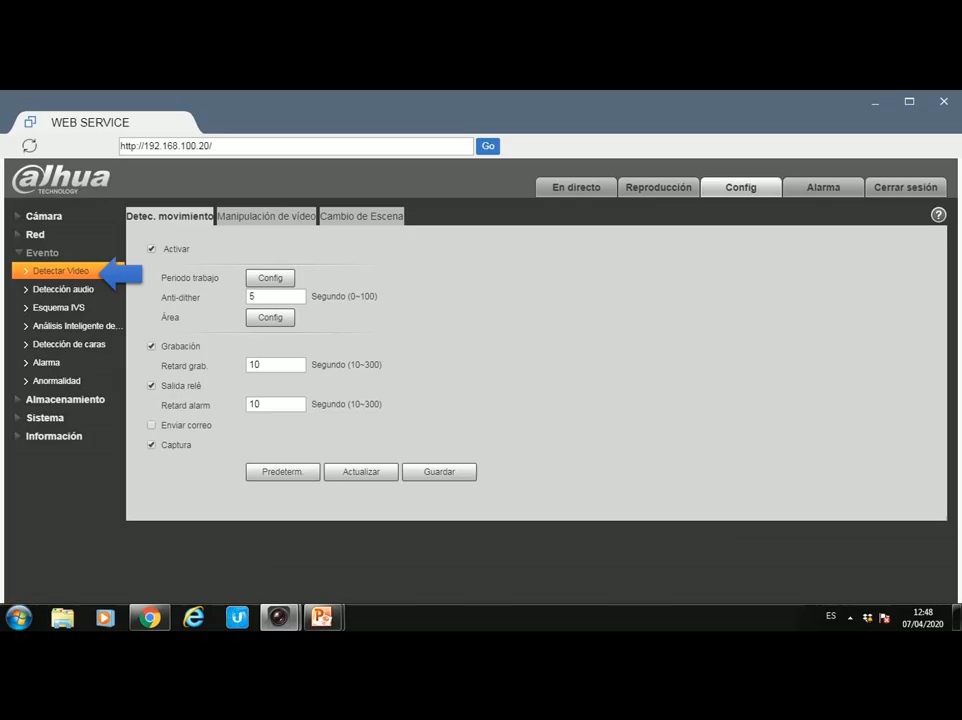 WEB SERVICE
http://192.168.100.20/ Go
alhua
TECHNOLOGY
En directo Reproducción Config Alarma Cerrar sesión
Cámara
Red
Evento
Detectar Video
Detección audio
Esquema IVS
Análisis Inteligente de...
Detección de caras
Alarma
Anormalidad
Almacenamiento
Sistema
Información
Detec. movimiento Manipulación de vídeo Cambio de Escena ?
Activar
Periodo trabajo Config
Anti-dither 5 Segundo (0~100)
Área Config
Grabación
Retard grab. 10 Segundo (10~300)
Salida relé
Retard alarm 10 Segundo (10~300)
Enviar correo
Captura
Predeterm. Actualizar Guardar
ES
12:48
07/04/2020